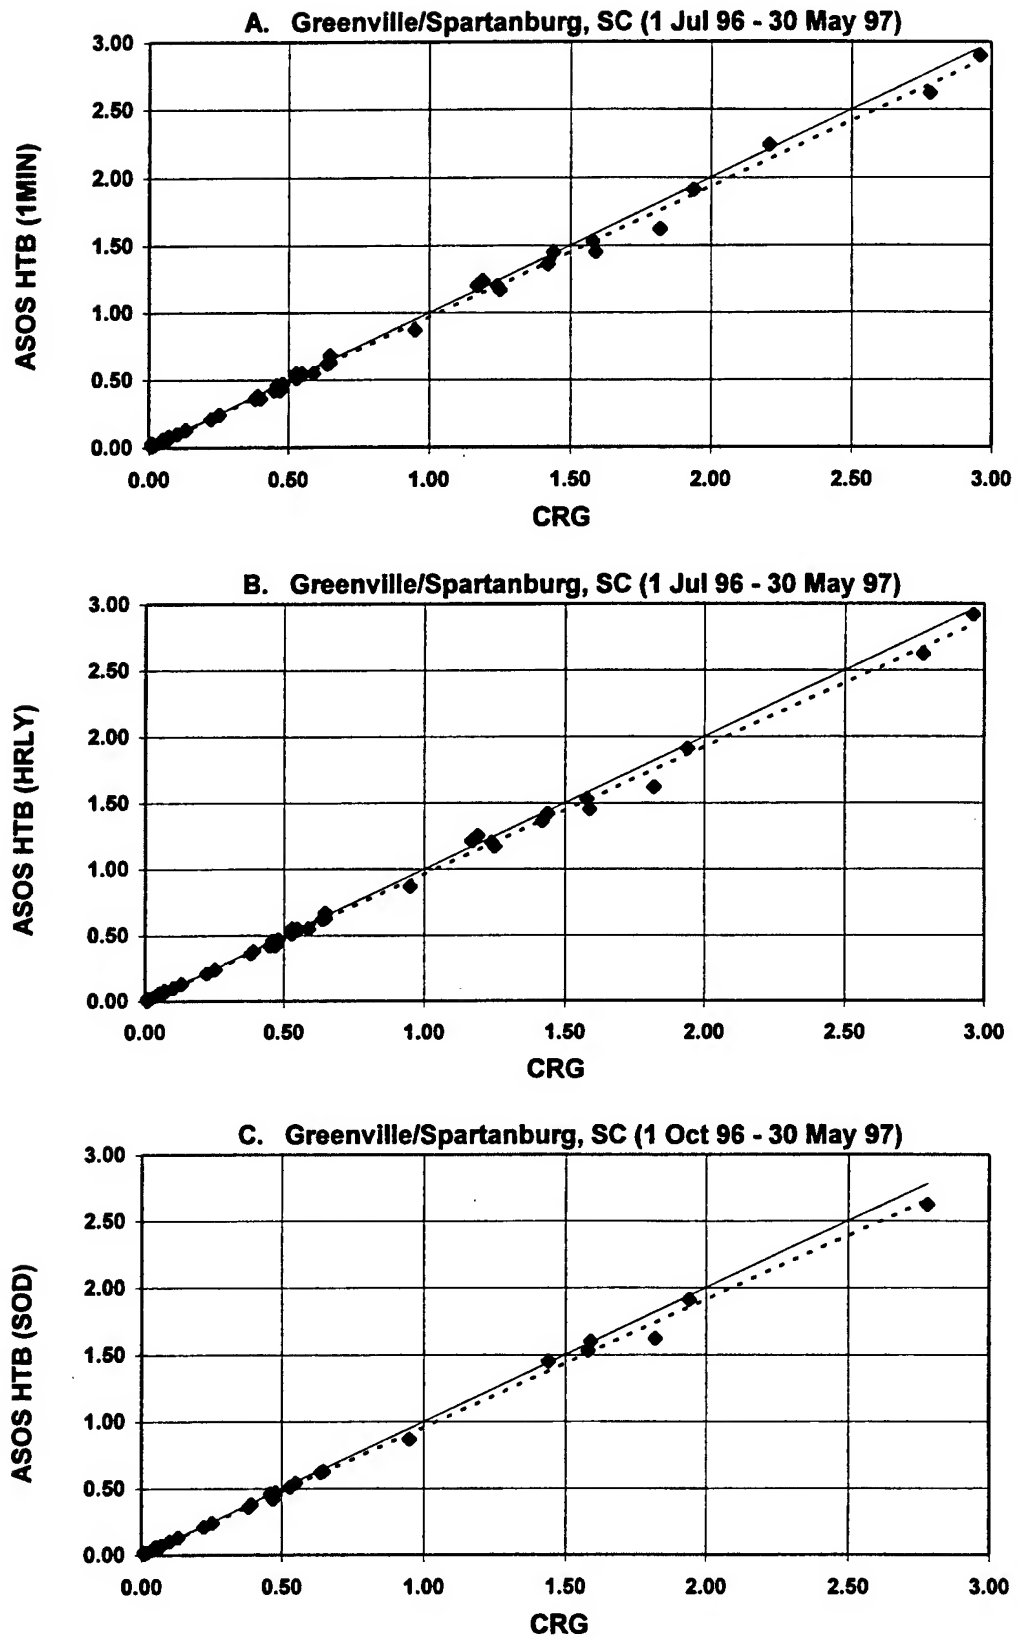 A. Greenville/Spartanburg, SC (1 Jul 96 - 30 May 97)
ASOS HTB (1MIN)
3.00
2.50
2.00
1.50
1.00
0.50
0.00
0.00 0.50 1.00 1.50 2.00 2.50 3.00
CRG
B. Greenville/Spartanburg, SC (1 Jul 96 - 30 May 97)
ASOS HTB (HRLY)
3.00
2.50
2.00
1.50
1.00
0.50
0.00
0.00 0.50 1.00 1.50 2.00 2.50 3.00
CRG
C. Greenville/Spartanburg, SC (1 Oct 96 - 30 May 97)
ASOS HTB (SOD)
3.00
2.50
2.00
1.50
1.00
0.50
0.00
0.00 0.50 1.00 1.50 2.00 2.50 3.00
CRG